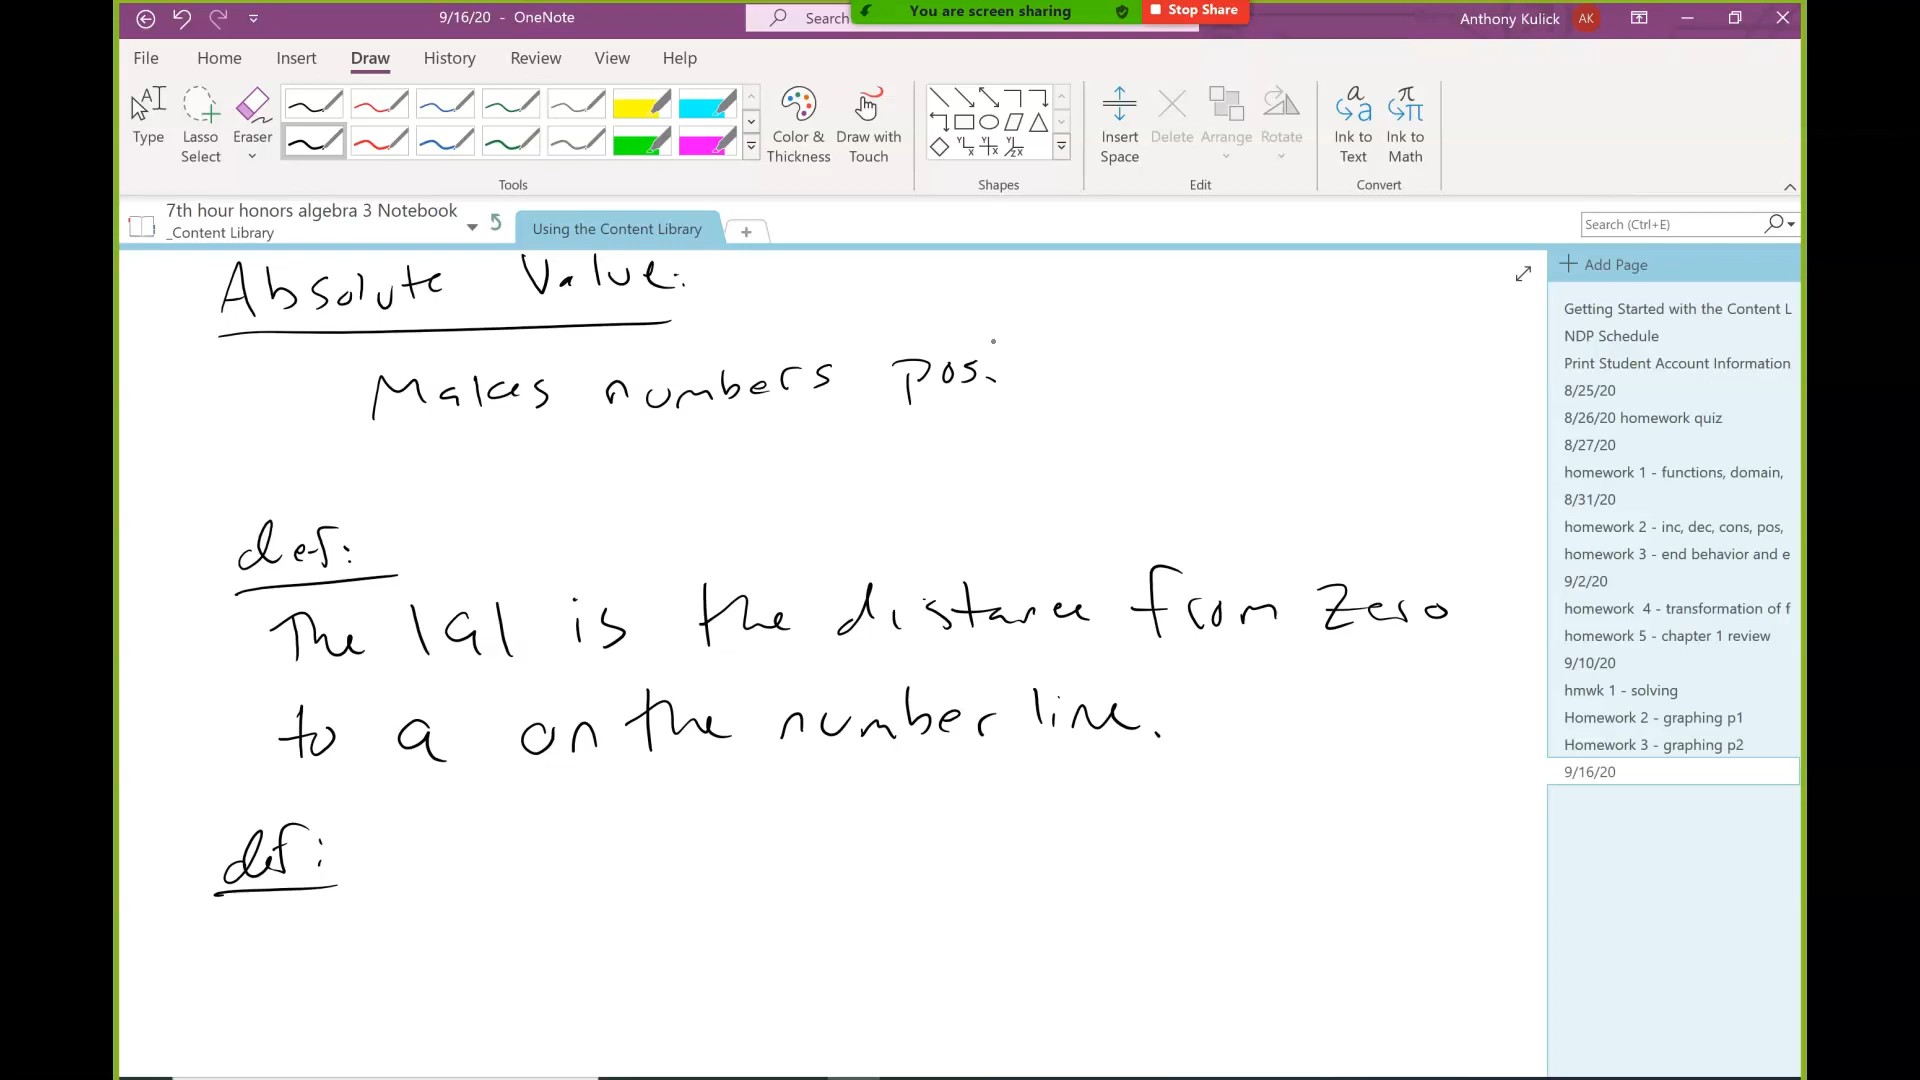 9/16/20 - OneNote
Search
You are screen sharing
Stop Share
Anthony Kulick
AK
File Home Insert Draw History Review View Help
Type
Lasso Select
Eraser
Color & Thickness
Draw with Touch
Insert Space
Delete
Arrange
Rotate
Ink to Text
Ink to Math
Tools
Shapes
Edit
Convert
7th hour honors algebra 3 Notebook
_Content Library
Using the Content Library
Search (Ctrl+E)
Absolute Value:
Makes numbers pos.
def:
The |a| is the distance from zero
to a on the number line.
def:
Add Page
Getting Started with the Content L
NDP Schedule
Print Student Account Information
8/25/20
8/26/20 homework quiz
8/27/20
homework 1 - functions, domain,
8/31/20
homework 2 - inc, dec, cons, pos,
homework 3 - end behavior and e
9/2/20
homework 4 - transformation of f
homework 5 - chapter 1 review
9/10/20
hmwk 1 - solving
Homework 2 - graphing p1
Homework 3 - graphing p2
9/16/20